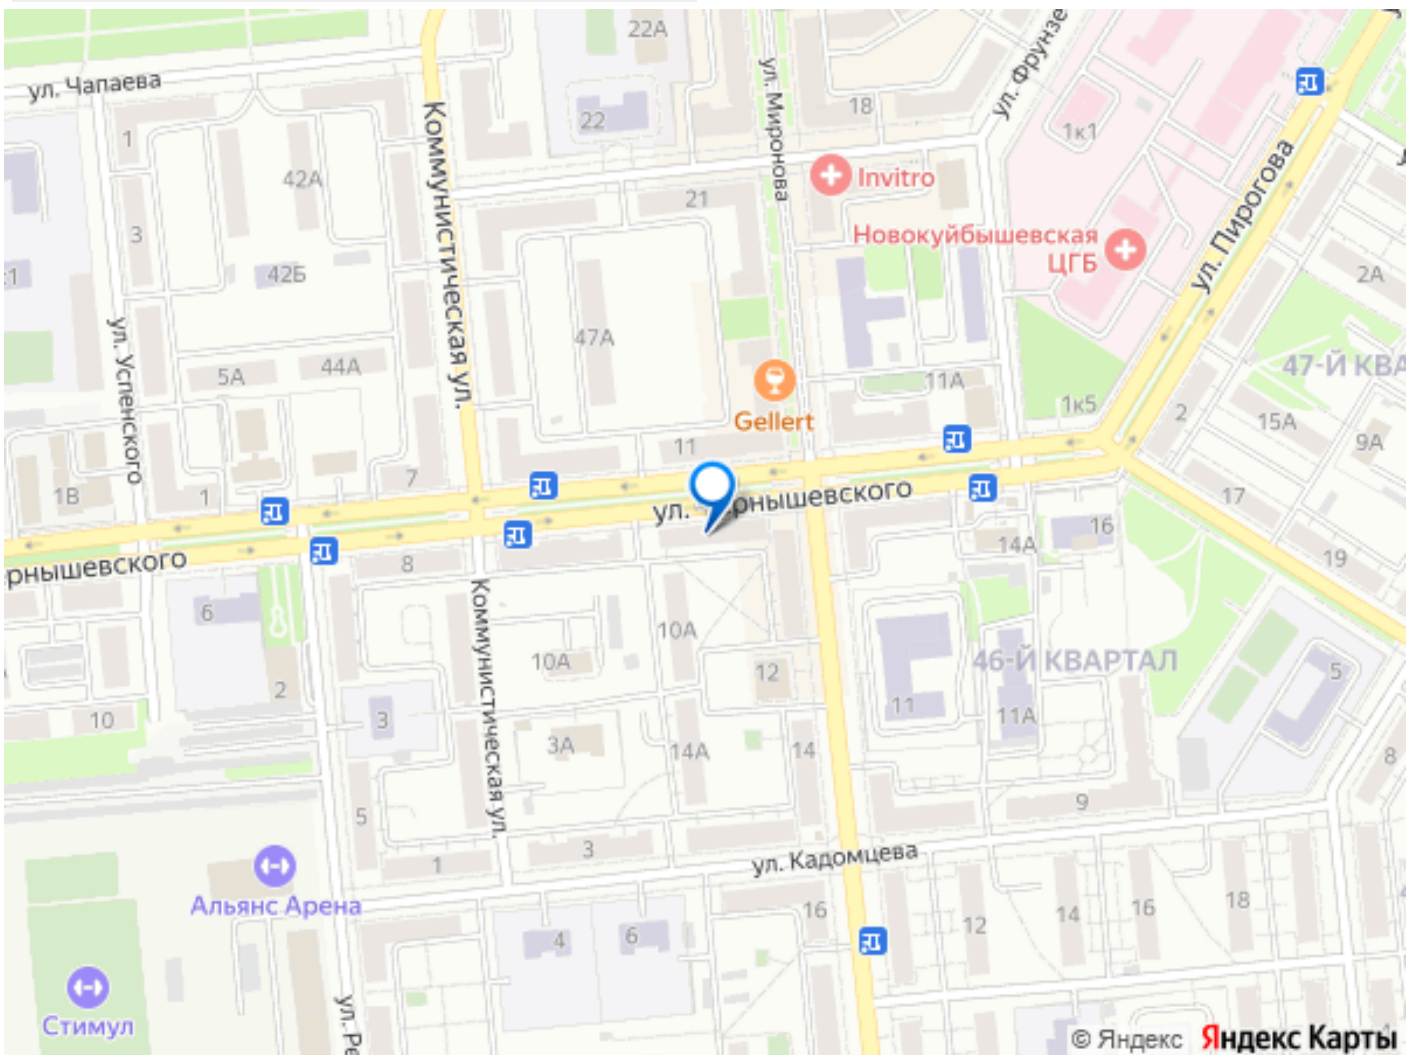 22А
ул. Чапаева
ул. Фрунзе
18
22
1
1к1
Коммунистическая ул.
ул. Миронова
42А
Invitro
21
3
Новокуйбышевская
ЦГБ
ул. Пирогова
42Б
2А
47А
ул. Успенского
44А
5А
11А
47-Й КВА
Gellert
1к5
2
15А
9А
11
7
1В
1
17
ул.
рнышевского
16
14А
19
рнышевского
8
6
Коммунистическая ул.
10А
10А
12
46-Й КВАРТАЛ
5
2
3
10
11
11А
3А
14А
14
8
9
5
1
3
ул. Кадомцева
Альянс Арена
16
12
14
16
18
4
6
Стимул
ул. Ре
© Яндекс Яндекс Карты